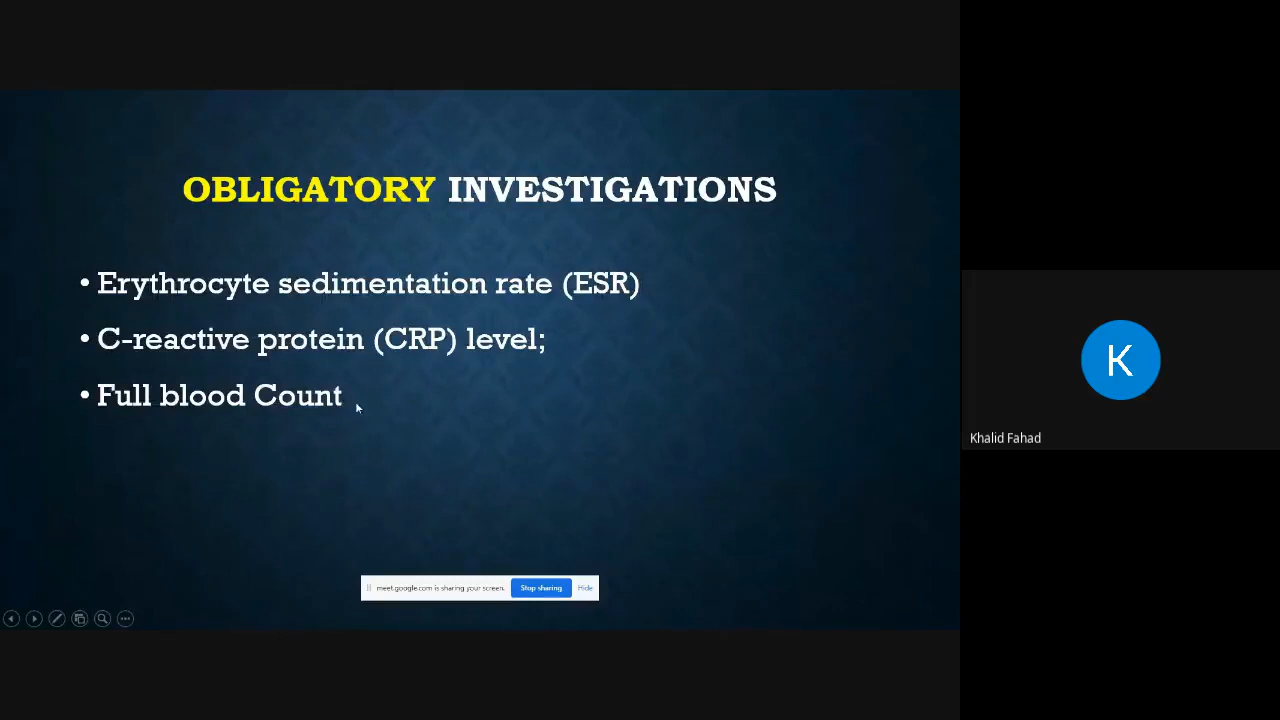 OBLIGATORY INVESTIGATIONS
• Erythrocyte sedimentation rate (ESR)
• C-reactive protein (CRP) level;
• Full blood Count
meet.google.com is sharing your screen.
Stop sharing
Hide
K
Khalid Fahad